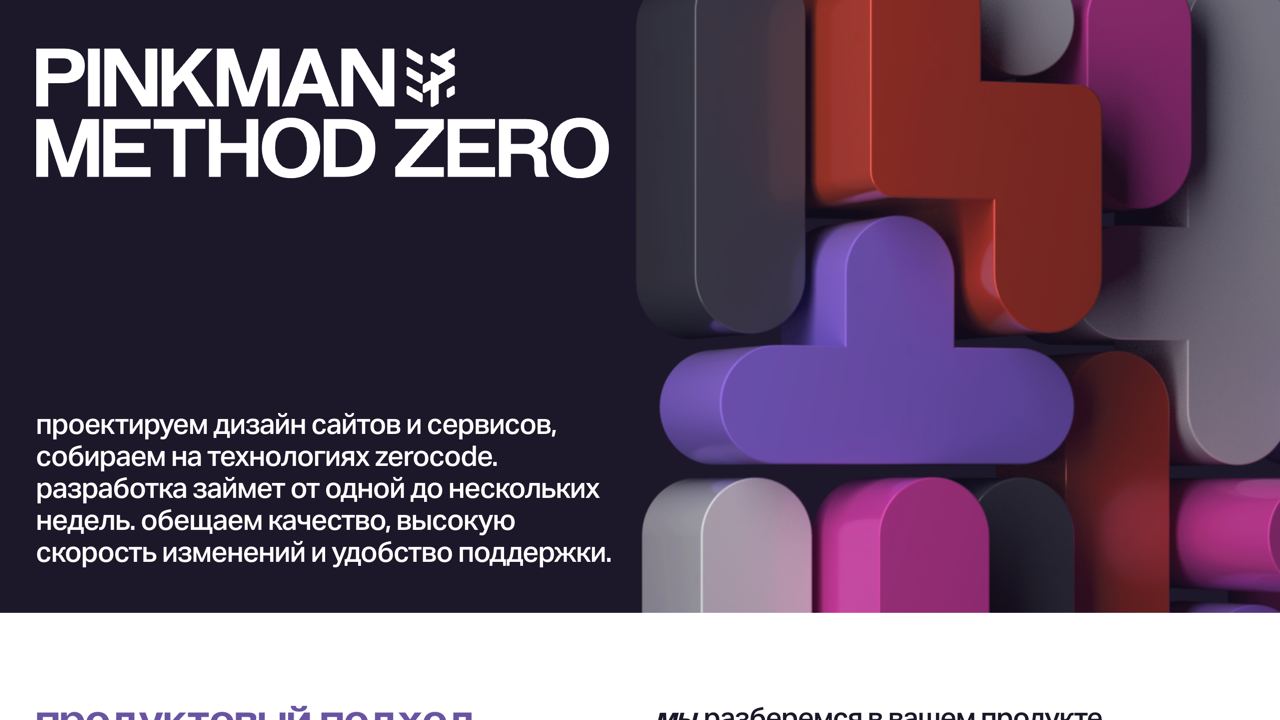 PINKMAN
METHOD ZERO
проектируем дизайн сайтов и сервисов,
собираем на технологиях zerocode.
разработка займет от одной до нескольких
недель. обещаем качество, высокую
скорость изменений и удобство поддержки.
продуктовый подход
мы разберемся в вашем продукте